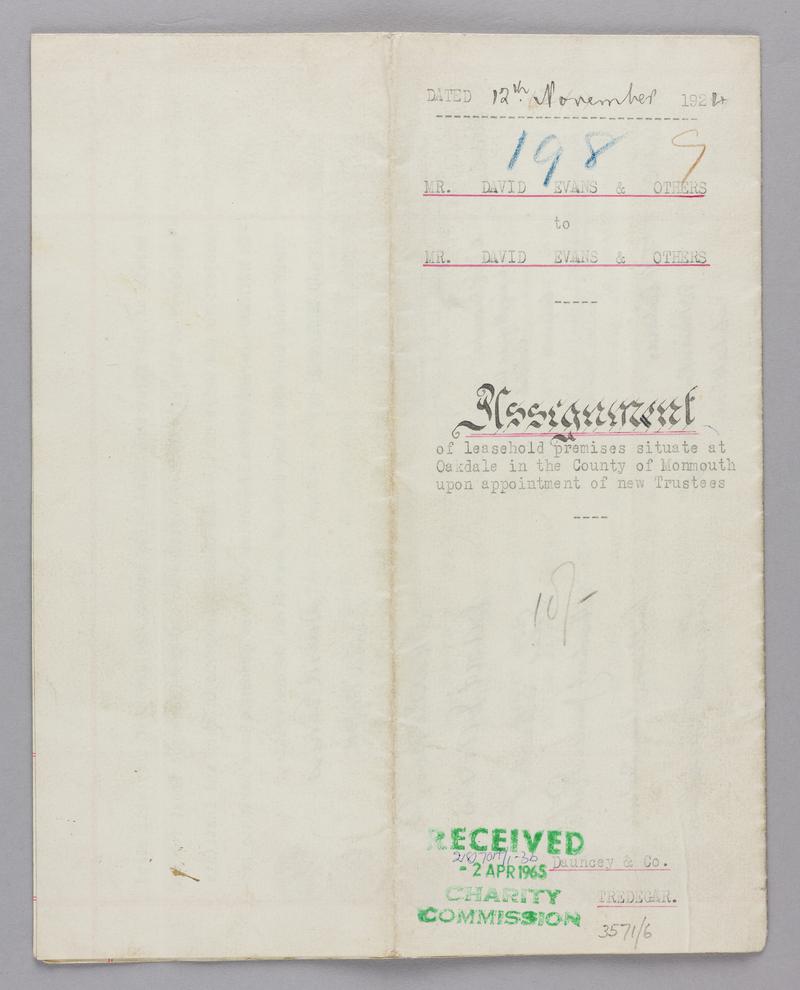 DATED 12th November 1924
198 9
MR. DAVID EVANS & OTHERS
to
MR. DAVID EVANS & OTHERS
-----
Assignment
of leasehold premises situate at
Oakdale in the County of Monmouth
upon appointment of new Trustees
----
10/-
RECEIVED
Dauncey & Co.
- 2 APR 1965
CHARITY
TREDEGAR.
COMMISSION
3571/6